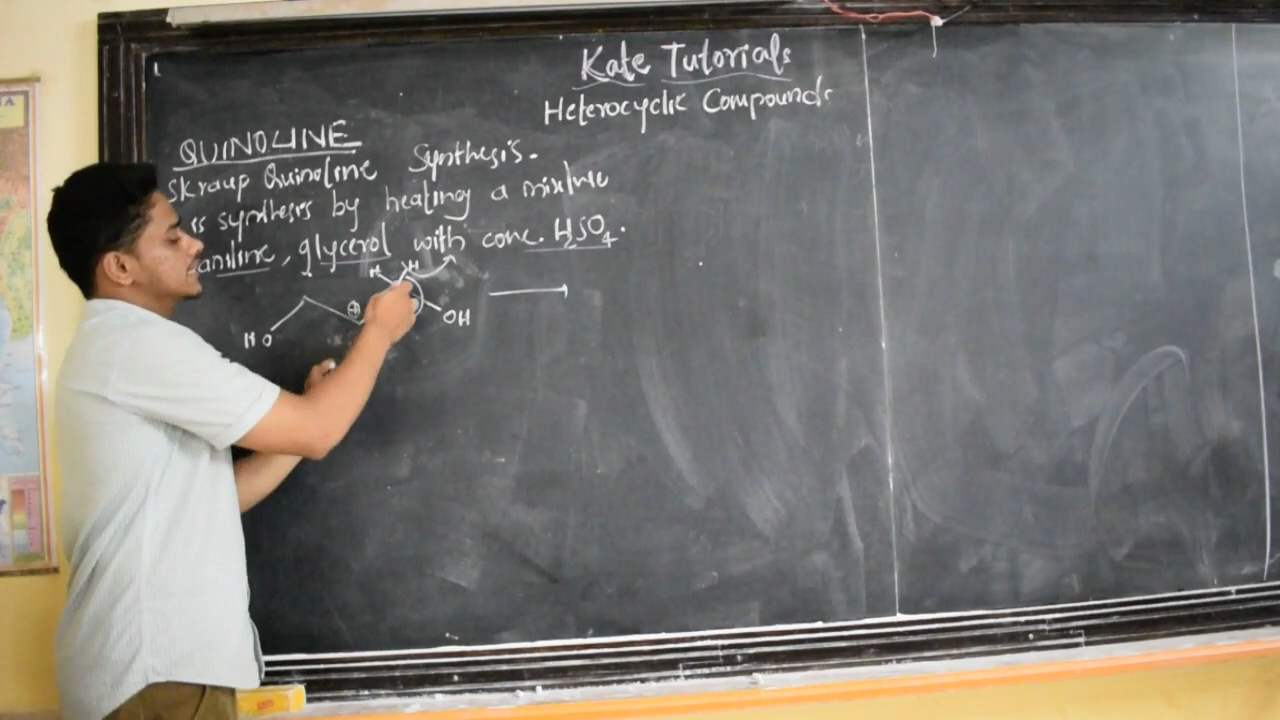 Kate Tutorials
Heterocyclic Compounds
QUINOLINE
Skraup Quinoline Synthesis.
is synthesis by heating a mixture
aniline, glycerol with conc. H2SO4.
H H
⊕
HO OH